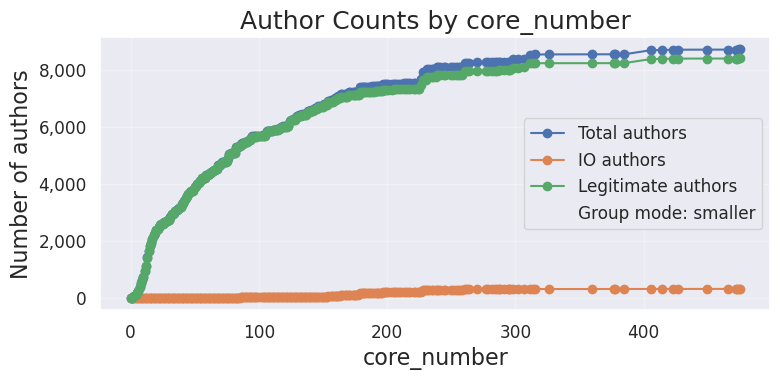 Author Counts by core_number
Number of authors
8,000
6,000
4,000
2,000
0
Total authors
IO authors
Legitimate authors
Group mode: smaller
0 100 200 300 400
core_number